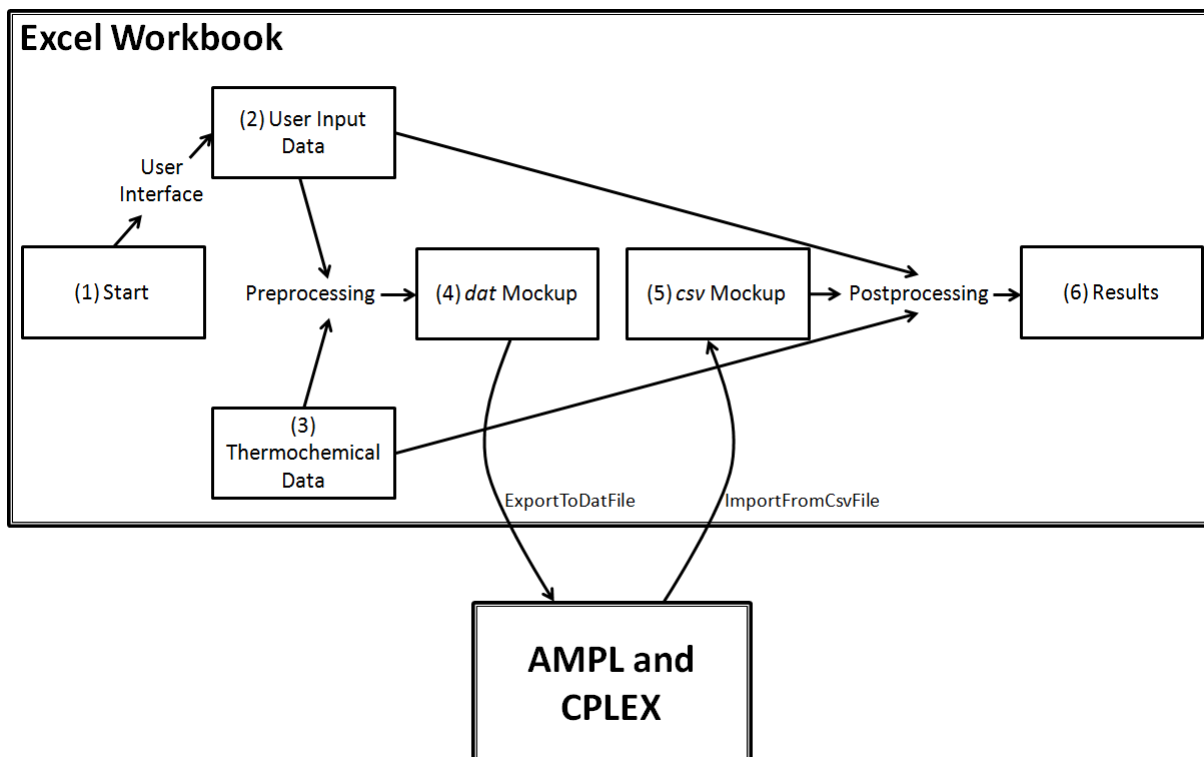 Excel Workbook
(2) User Input
Data
User
Interface
(1) Start
Preprocessing
(4) dat Mockup
(5) csv Mockup
Postprocessing
(6) Results
(3)
Thermochemical
Data
ExportToDatFile
ImportFromCsvFile
AMPL and
CPLEX